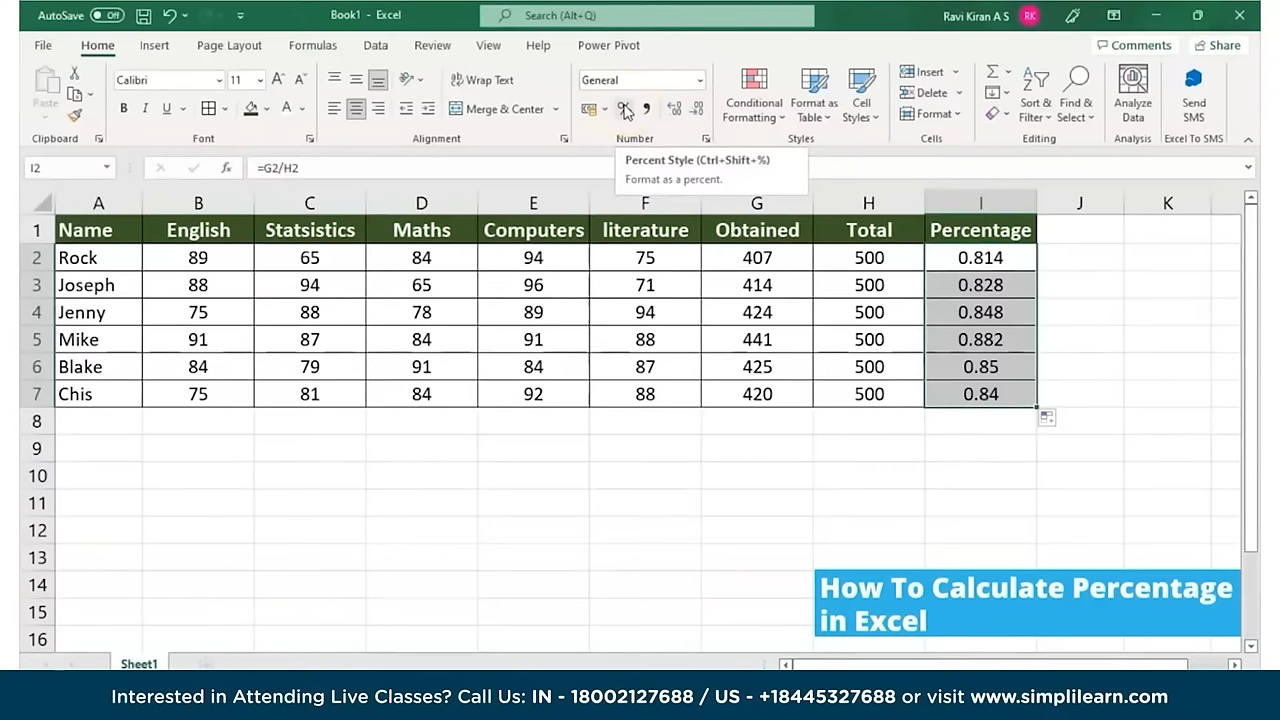 AutoSave Off Book1 - Excel Search (Alt+Q) Ravi Kiran A S RK
File Home Insert Page Layout Formulas Data Review View Help Power Pivot Comments Share
Paste Calibri 11 Wrap Text General Conditional Formatting Format as Table Cell Styles Insert Sort & Filter Find & Select Analyze Data Send SMS
B I U Merge & Center Delete
Format
Clipboard Font Alignment Number Styles Cells Editing Analysis Excel To SMS
I2 fx =G2/H2
Percent Style (Ctrl+Shift+%)
Format as a percent.
A B C D E F G H I J K
1 Name English Statsistics Maths Computers literature Obtained Total Percentage
2 Rock 89 65 84 94 75 407 500 0.814
3 Joseph 88 94 65 96 71 414 500 0.828
4 Jenny 75 88 78 89 94 424 500 0.848
5 Mike 91 87 84 91 88 441 500 0.882
6 Blake 84 79 91 84 87 425 500 0.85
7 Chis 75 81 84 92 88 420 500 0.84
8
9
10
11
12
13
14
15
16
How To Calculate Percentage
in Excel
Sheet1
Interested in Attending Live Classes? Call Us: IN - 18002127688 / US - +18445327688 or visit www.simplilearn.com